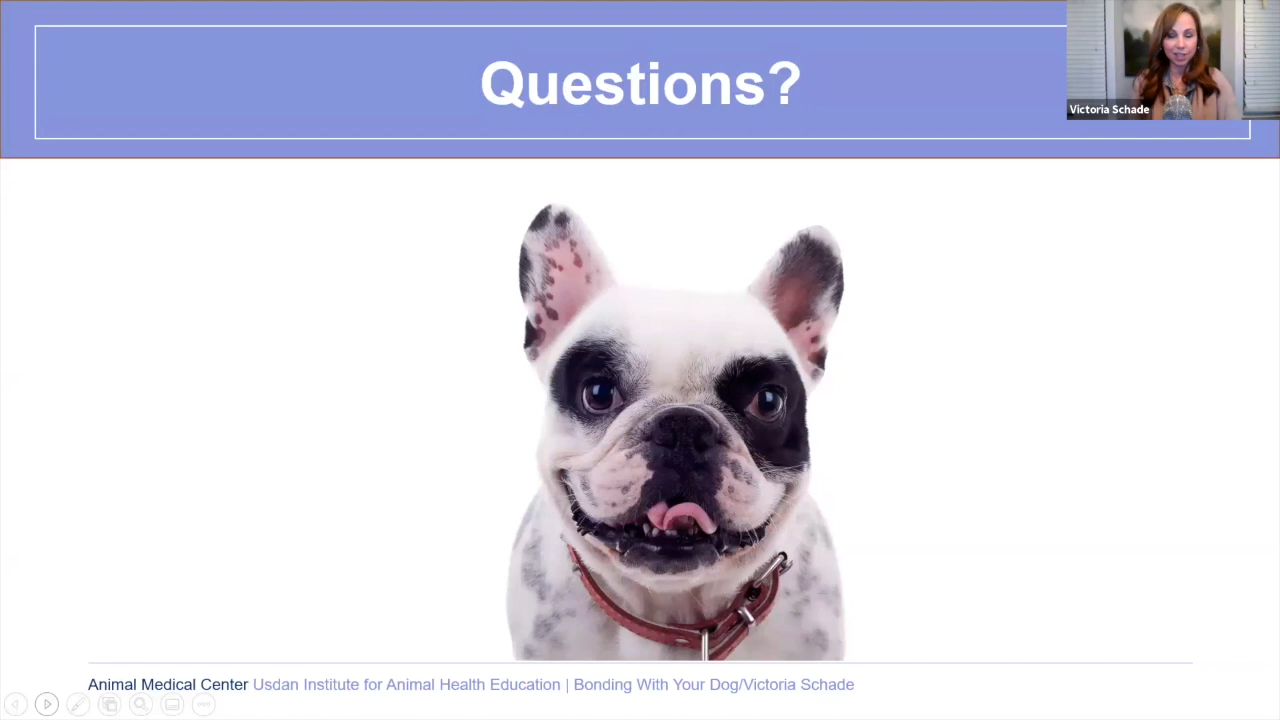 Questions?
Victoria Schade
Animal Medical Center Usdan Institute for Animal Health Education | Bonding With Your Dog/Victoria Schade